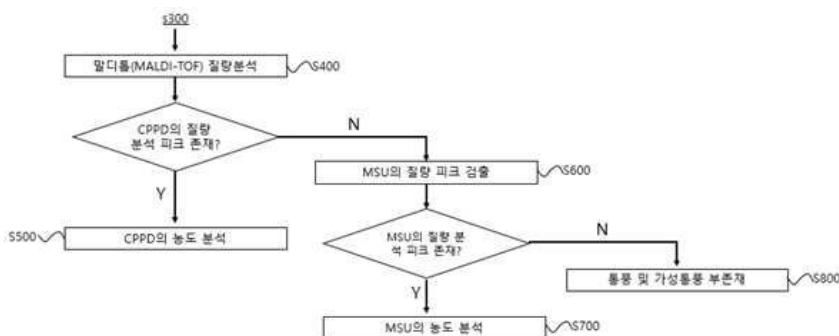 s300
말디톱(MALDI-TOF) 질량분석
S400
CPPD의 질량
분석 피크 존재?
N
Y
MSU의 질량 피크 검출
S600
S500
CPPD의 농도 분석
MSU의 질량 분
석 피크 존재?
N
Y
통풍 및 가성통풍 부존재
S800
MSU의 농도 분석
S700